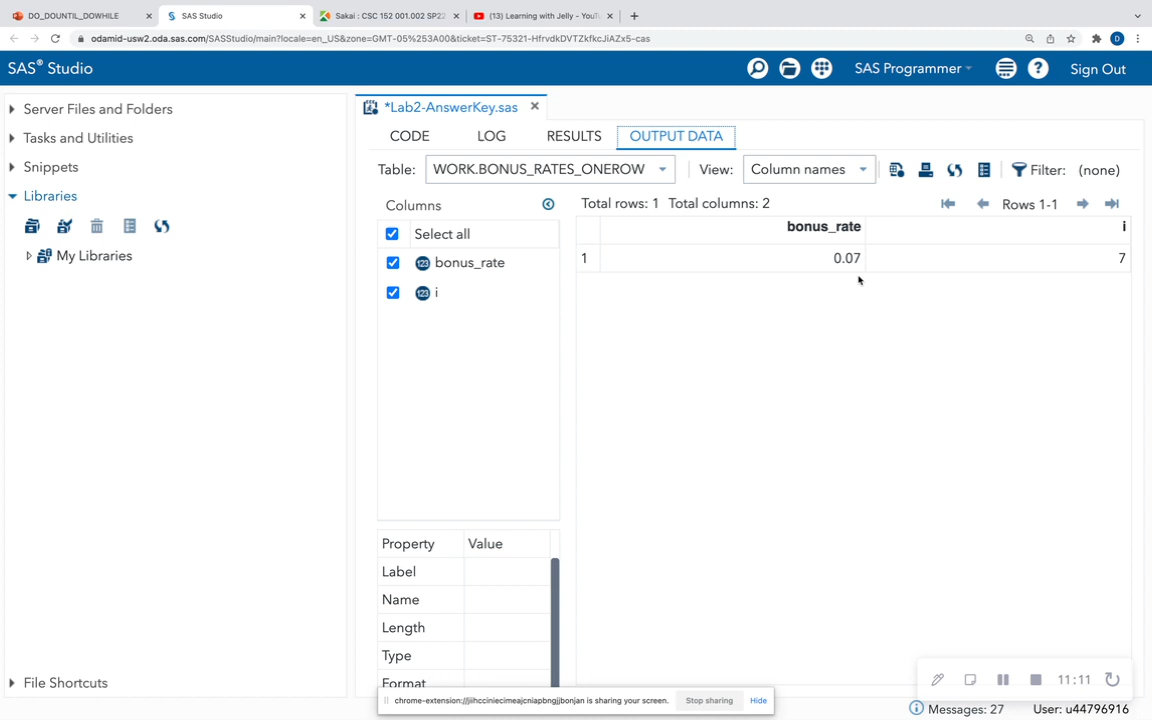 DO_DOUNTIL_DOWHILE
SAS Studio
Sakai : CSC 152 001.002 SP22
(13) Learning with Jelly - YouTu
odamid-usw2.oda.sas.com/SASStudio/main?locale=en_US&zone=GMT-05%253A00&ticket=ST-75321-HfrvdkDVTZkfkcJiAZx5-cas
D
SAS® Studio
SAS Programmer
Sign Out
Server Files and Folders
Tasks and Utilities
Snippets
Libraries
My Libraries
File Shortcuts
*Lab2-AnswerKey.sas
CODE LOG RESULTS OUTPUT DATA
Table: WORK.BONUS_RATES_ONEROW View: Column names Filter: (none)
Columns
Select all
123 bonus_rate
123 i
Total rows: 1 Total columns: 2 Rows 1-1
bonus_rate i
1 0.07 7
Property Value
Label
Name
Length
Type
Format
11:11
chrome-extension://jiihcciniecimeajcniapbngjjbonjan is sharing your screen. Stop sharing Hide
Messages: 27 User: u44796916